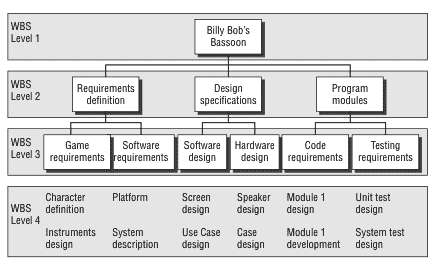 WBS
Level 1
Billy Bob's
Bassoon
WBS
Level 2
Requirements
definition
Design
specifications
Program
modules
WBS
Level 3
Game
requirements
Software
requirements
Software
design
Hardware
design
Code
requirements
Testing
requirements
WBS
Level 4
Character
definition
Platform
Screen
design
Speaker
design
Module 1
design
Unit test
design
Instruments
design
System
description
Use Case
design
Case
design
Module 1
development
System test
design